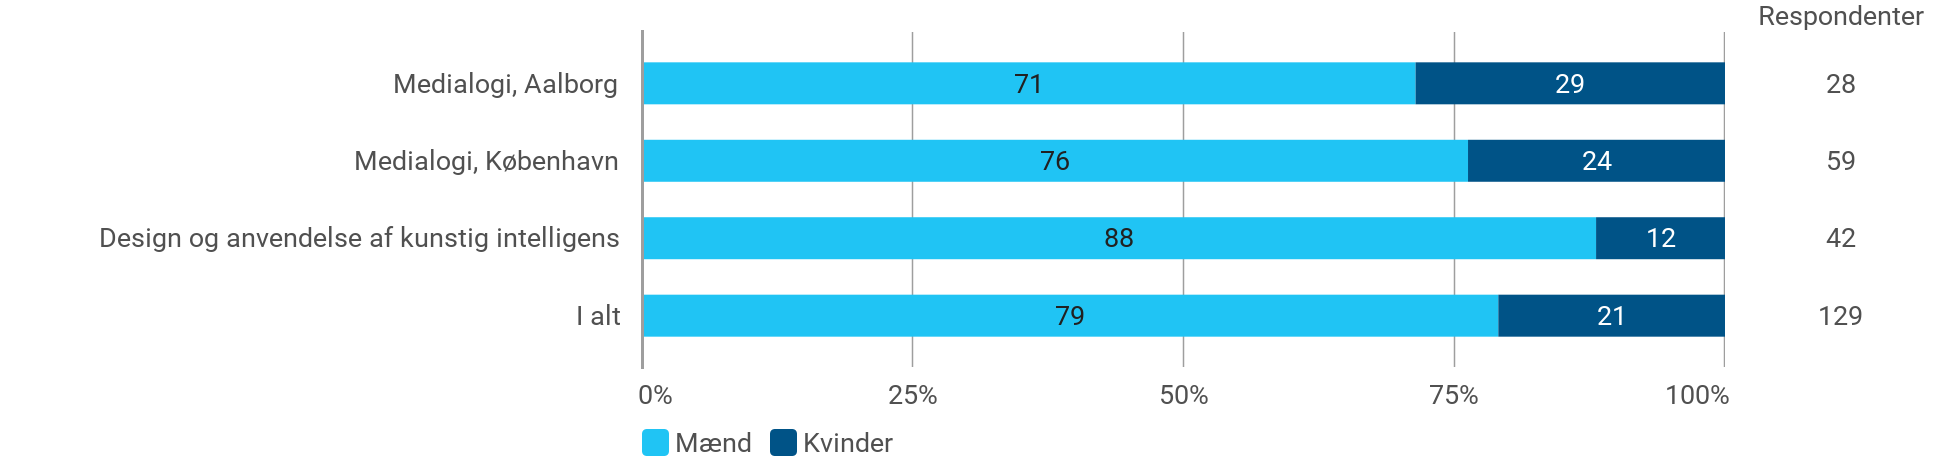 Respondenter
Medialogi, Aalborg 71 29 28
Medialogi, København 76 24 59
Design og anvendelse af kunstig intelligens 88 12 42
I alt 79 21 129
0% 25% 50% 75% 100%
Mænd Kvinder